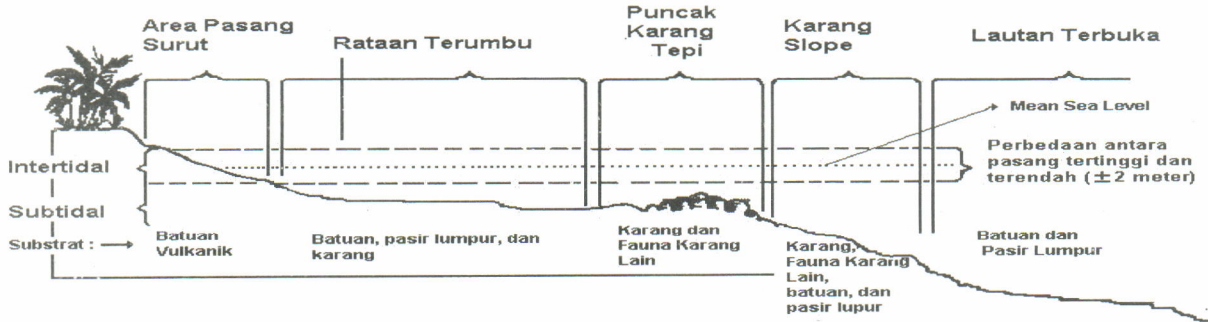 Area Pasang
Surut
Rataan Terumbu
Puncak
Karang
Tepi
Karang
Slope
Lautan Terbuka
Mean Sea Level
Intertidal
Perbedaan antara
pasang tertinggi dan
terendah (±2 meter)
Subtidal
Substrat :
Batuan
Vulkanik
Batuan, pasir lumpur, dan
karang
Karang dan
Fauna Karang
Lain
Karang,
Fauna Karang
Lain,
batuan, dan
pasir lupur
Batuan dan
Pasir Lumpur